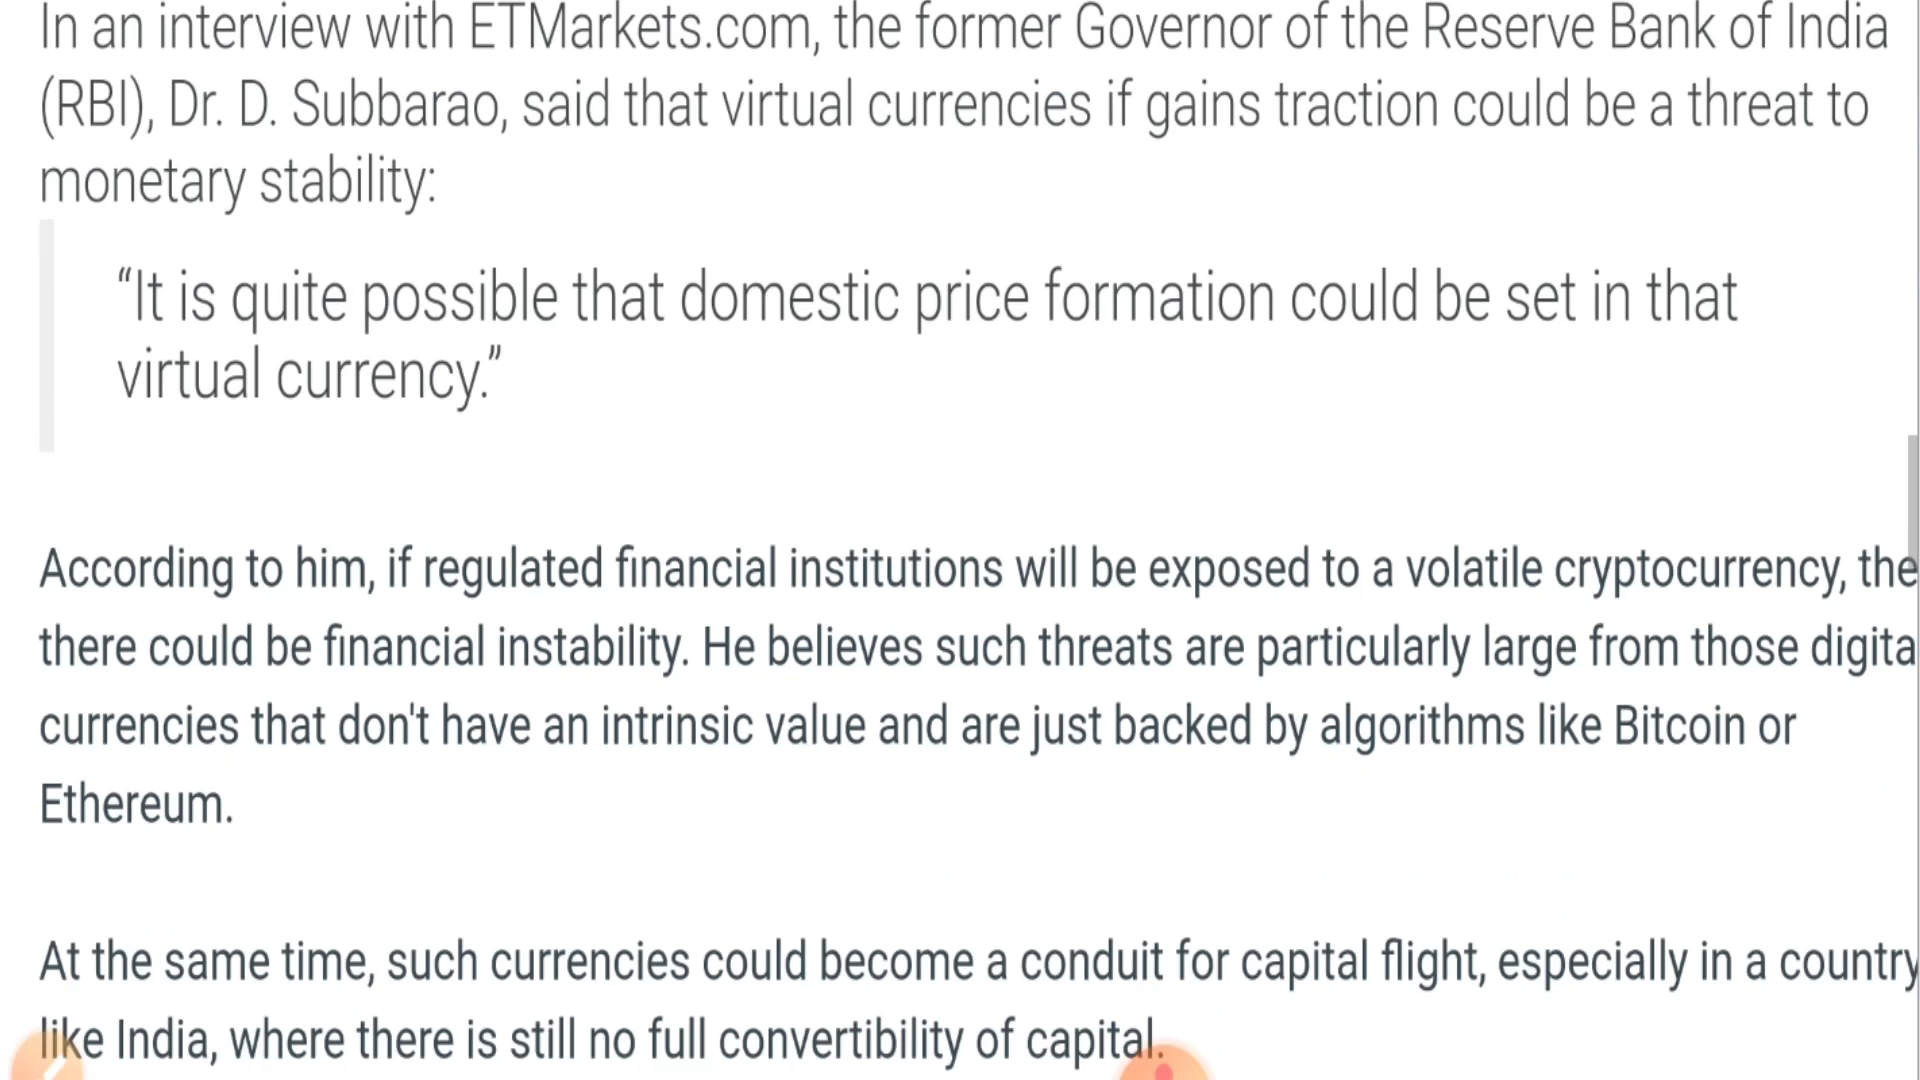 In an interview with ETMarkets.com, the former Governor of the Reserve Bank of India
(RBI), Dr. D. Subbarao, said that virtual currencies if gains traction could be a threat to
monetary stability:
“It is quite possible that domestic price formation could be set in that
virtual currency.”
According to him, if regulated financial institutions will be exposed to a volatile cryptocurrency, the
there could be financial instability. He believes such threats are particularly large from those digita
currencies that don't have an intrinsic value and are just backed by algorithms like Bitcoin or
Ethereum.
At the same time, such currencies could become a conduit for capital flight, especially in a country
like India, where there is still no full convertibility of capital.